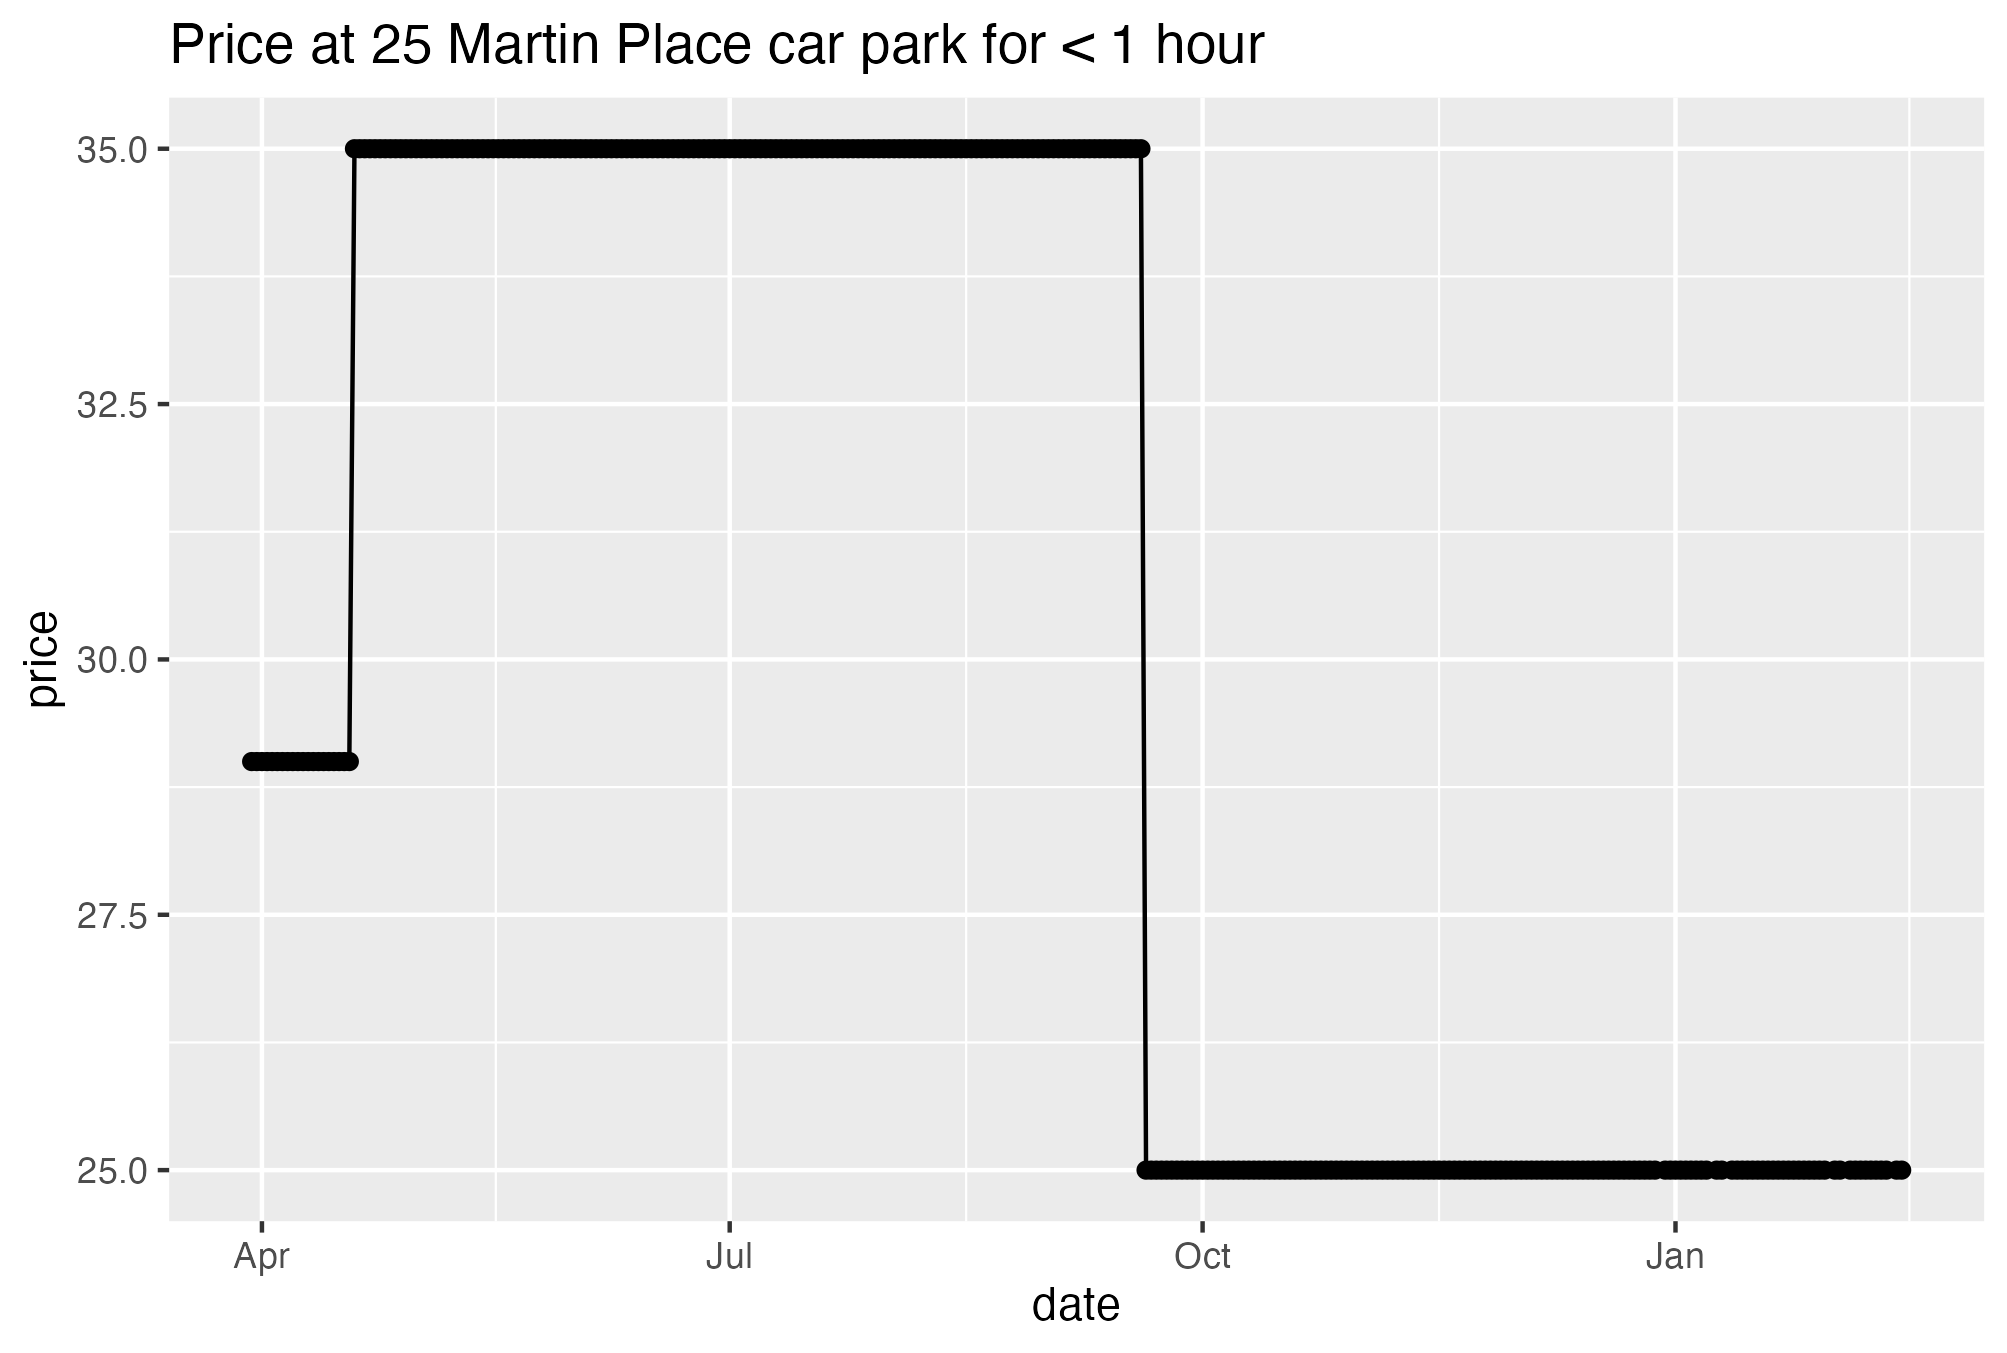 Price at 25 Martin Place car park for < 1 hour
35.0
32.5
30.0
27.5
25.0
price
Apr
Jul
Oct
Jan
date